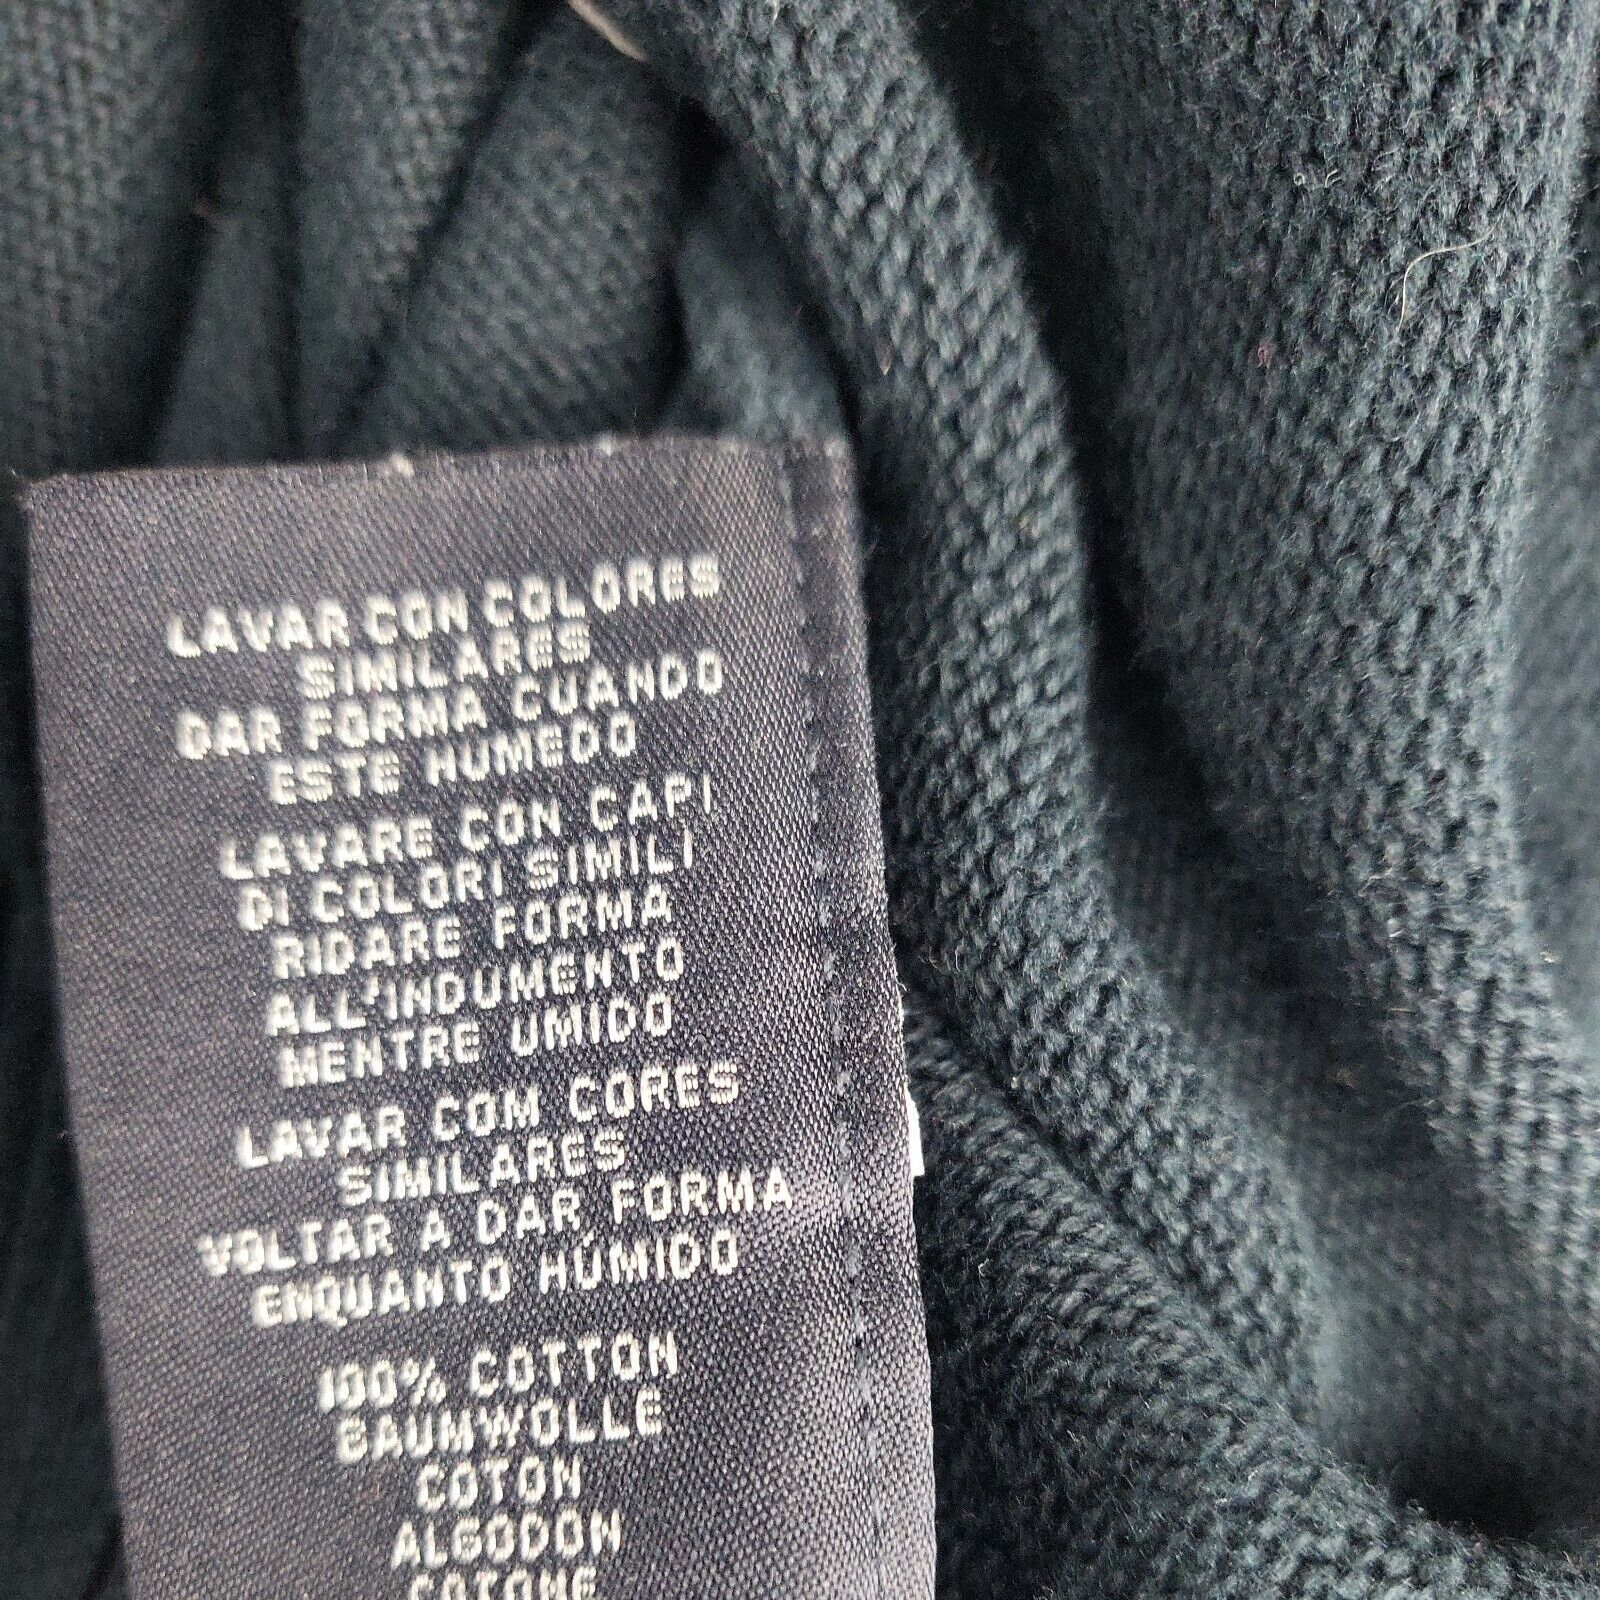 LAVAR CON COLORES
SIMILARES
DAR FORMA CUANDO
ESTE HUMEDO
LAVARE CON CAPI
DI COLORI SIMILI
RIDARE FORMA
ALL'INDUMENTO
MENTRE UMIDO
LAVAR COM CORES
SIMILARES
VOLTAR A DAR FORMA
ENQUANTO HÚMIDO
100% COTTON
BAUMWOLLE
COTON
ALGODON
COTONE